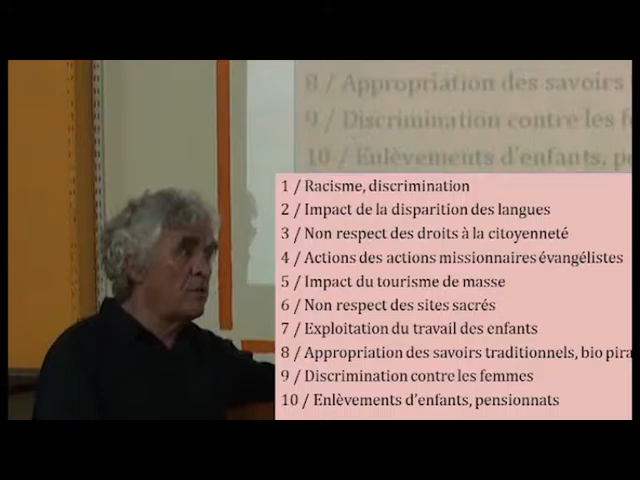 8 / Appropriation des savoirs
9 / Discrimination contre les
10 / Enlèvements d'enfants,
1 / Racisme, discrimination
2 / Impact de la disparition des langues
3 / Non respect des droits à la citoyenneté
4 / Actions des actions missionnaires évangélistes
5 / Impact du tourisme de masse
6 / Non respect des sites sacrés
7 / Exploitation du travail des enfants
8 / Appropriation des savoirs traditionnels, bio pira
9 / Discrimination contre les femmes
10 / Enlèvements d'enfants, pensionnats